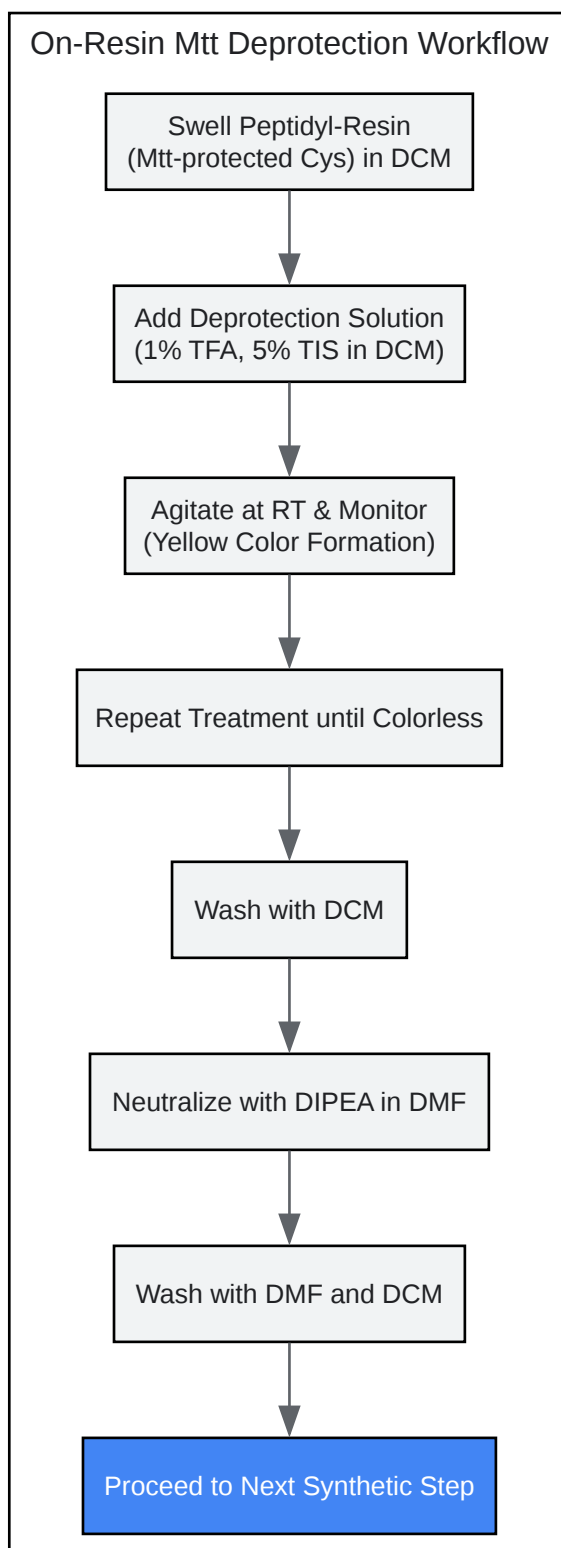 On-Resin Mtt Deprotection Workflow
Swell Peptidyl-Resin
(Mtt-protected Cys) in DCM
Add Deprotection Solution
(1% TFA, 5% TIS in DCM)
Agitate at RT & Monitor
(Yellow Color Formation)
Repeat Treatment until Colorless
Wash with DCM
Neutralize with DIPEA in DMF
Wash with DMF and DCM
Proceed to Next Synthetic Step